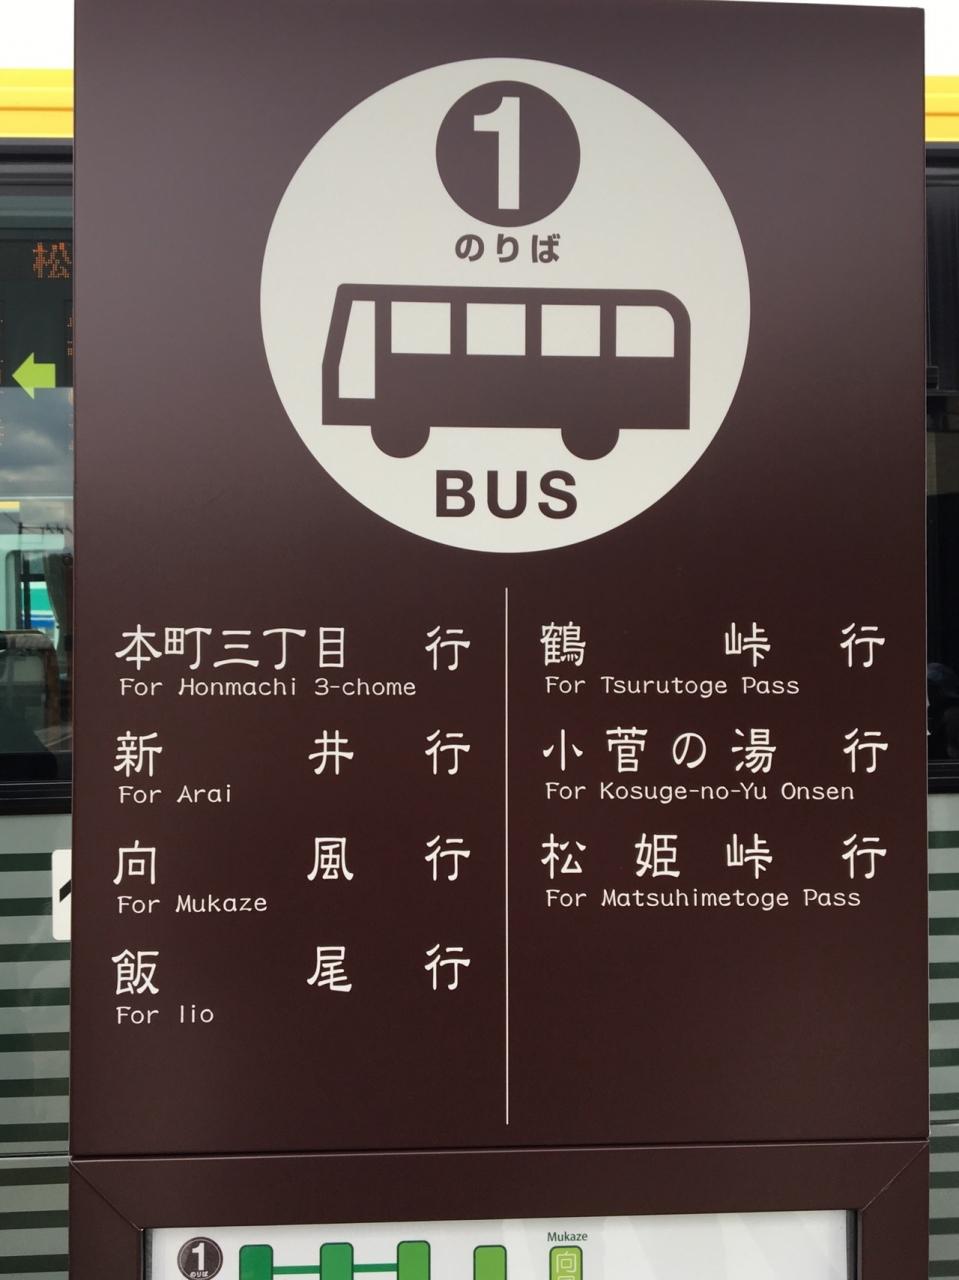 1
のりば
BUS
本町三丁目 行
For Honmachi 3-chome
新井 行
For Arai
向風 行
For Mukaze
飯尾 行
For Iio
鶴峠 行
For Tsurutoge Pass
小菅の湯 行
For Kosuge-no-Yu Onsen
松姫峠 行
For Matsuhimetoge Pass
松
1
のりば
Mukaze
向